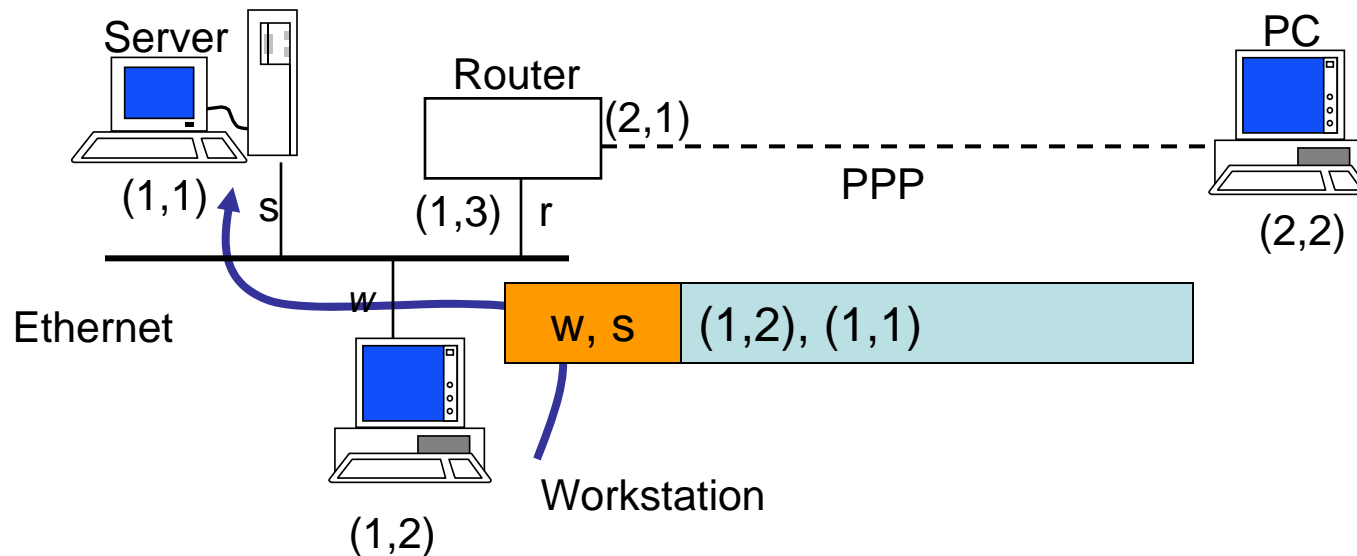 Server
Router
PC
(2,1)
PPP
(1,1)
s
(1,3)
r
(2,2)
w
Ethernet
w, s
(1,2), (1,1)
Workstation
(1,2)